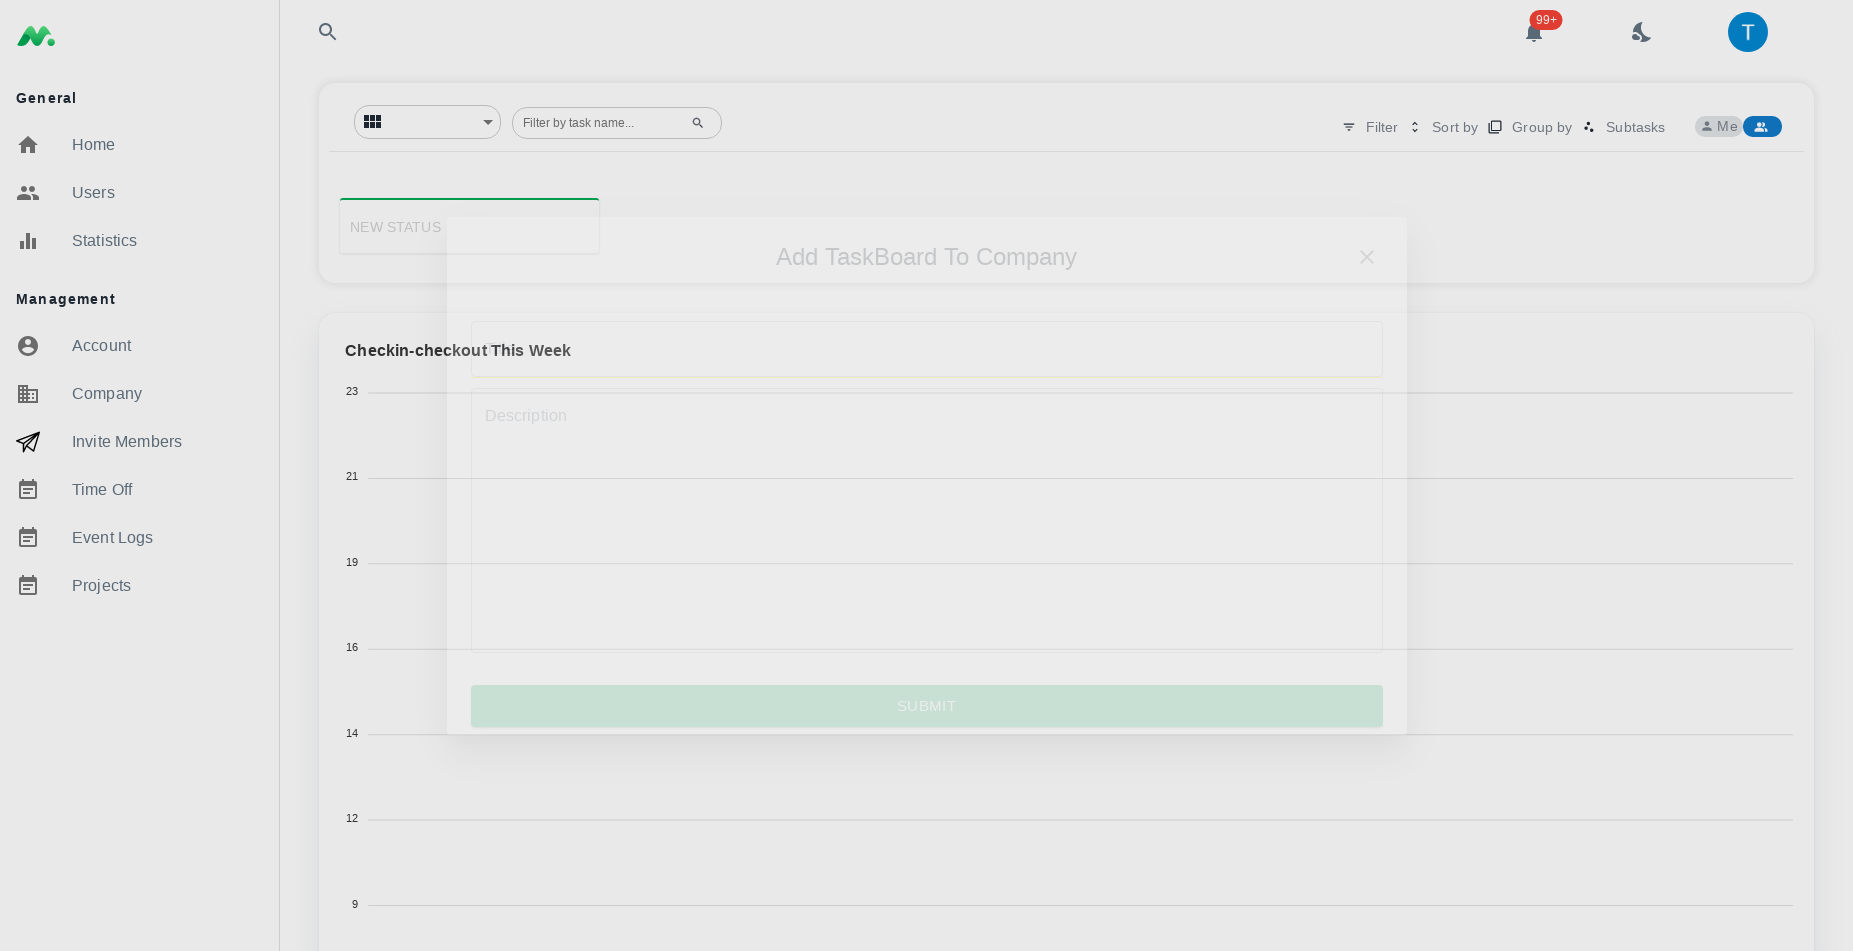 99+
T
General
Home
Users
Statistics
Management
Account
Company
Invite Members
Time Off
Event Logs
Projects
Filter by task name...
Filter
Sort by
Group by
Subtasks
Me
NEW STATUS
Add TaskBoard To Company
Checkin-checkout This Week
Description
SUBMIT
23
21
19
16
14
12
9